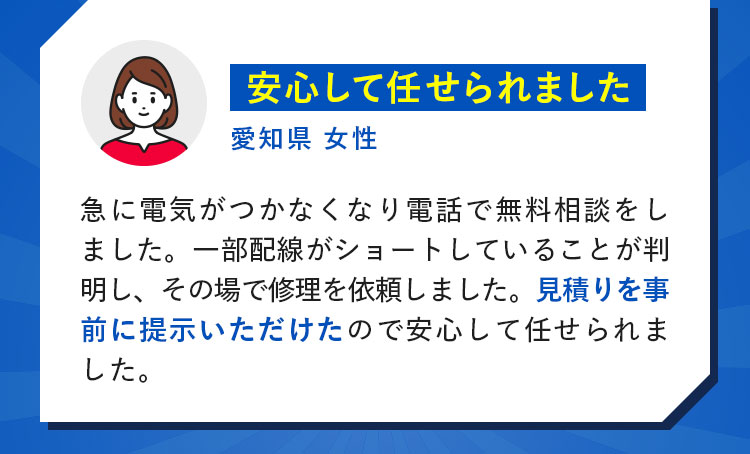 安心して任せられました
愛知県 女性
急に電気がつかなくなり電話で無料相談をし
ました。一部配線がショートしていることが判
明し、その場で修理を依頼しました。見積りを事
前に提示いただけたので安心して任せられま
した。